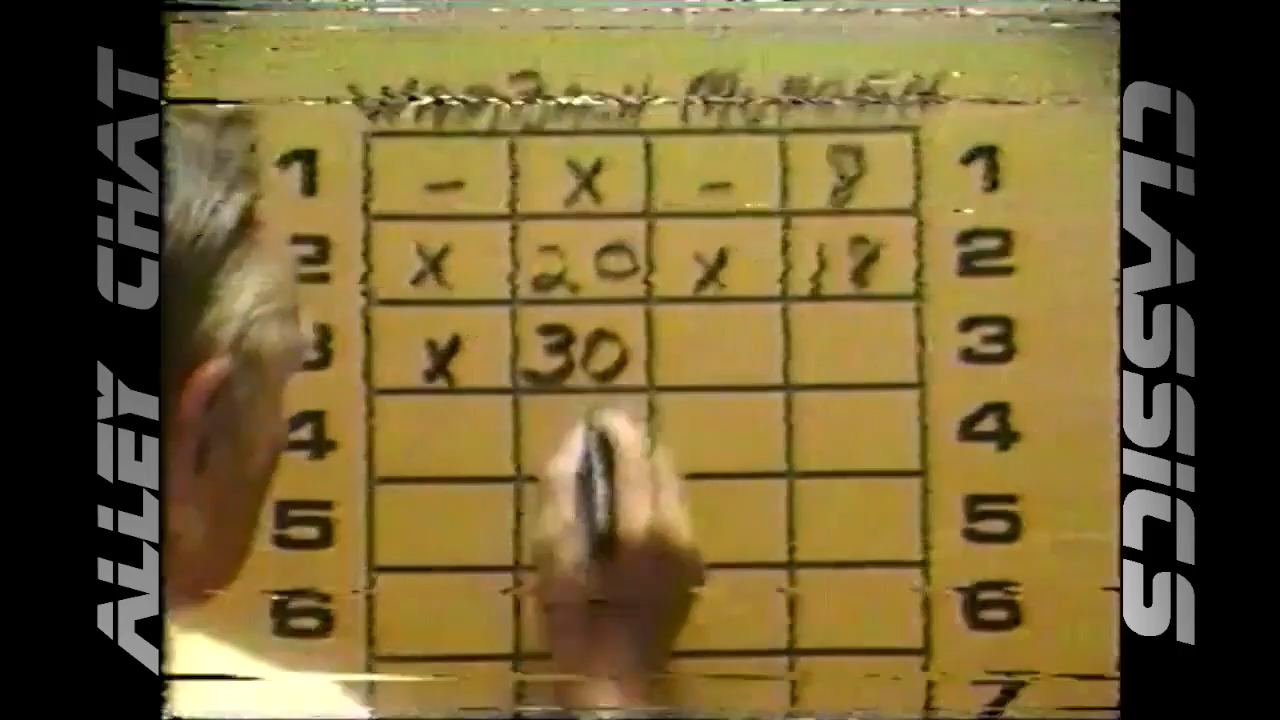 ALLEY CHAT
1 - X - 8 1
2 X 20 X 18 2
3 X 30 3
4 4
5 5
6 6
7
CLASSICS